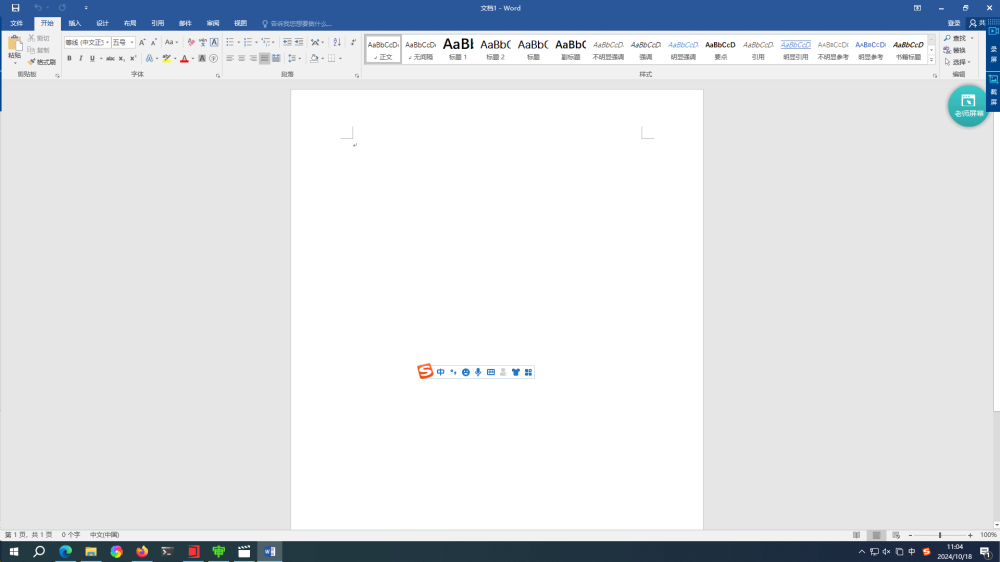 文档1 - Word
文件 开始 插入 设计 布局 引用 邮件 审阅 视图 告诉我您想要做什么... 登录 共
粘贴
剪切
复制
格式刷
等线 (中文正文 五号
剪贴板 字体 段落 样式 编辑
AaBbCcDc AaBbCcDc AaBl AaBbC AaBbC AaBbC AaBbCcD AaBbCcD AaBbCcD AaBbCcD AaBbCcD AaBbCcD AaBbCcDc AaBbCcDc AaBbCcD
正文 无间隔 标题 1 标题 2 标题 副标题 不明显强调 强调 明显强调 要点 引用 明显引用 不明显参考 明显参考 书籍标题
查找
替换
选择
录屏
截屏
老师屏幕
中
第 1 页，共 1 页 0 个字 中文(中国) 100%
中 11:04
2024/10/18